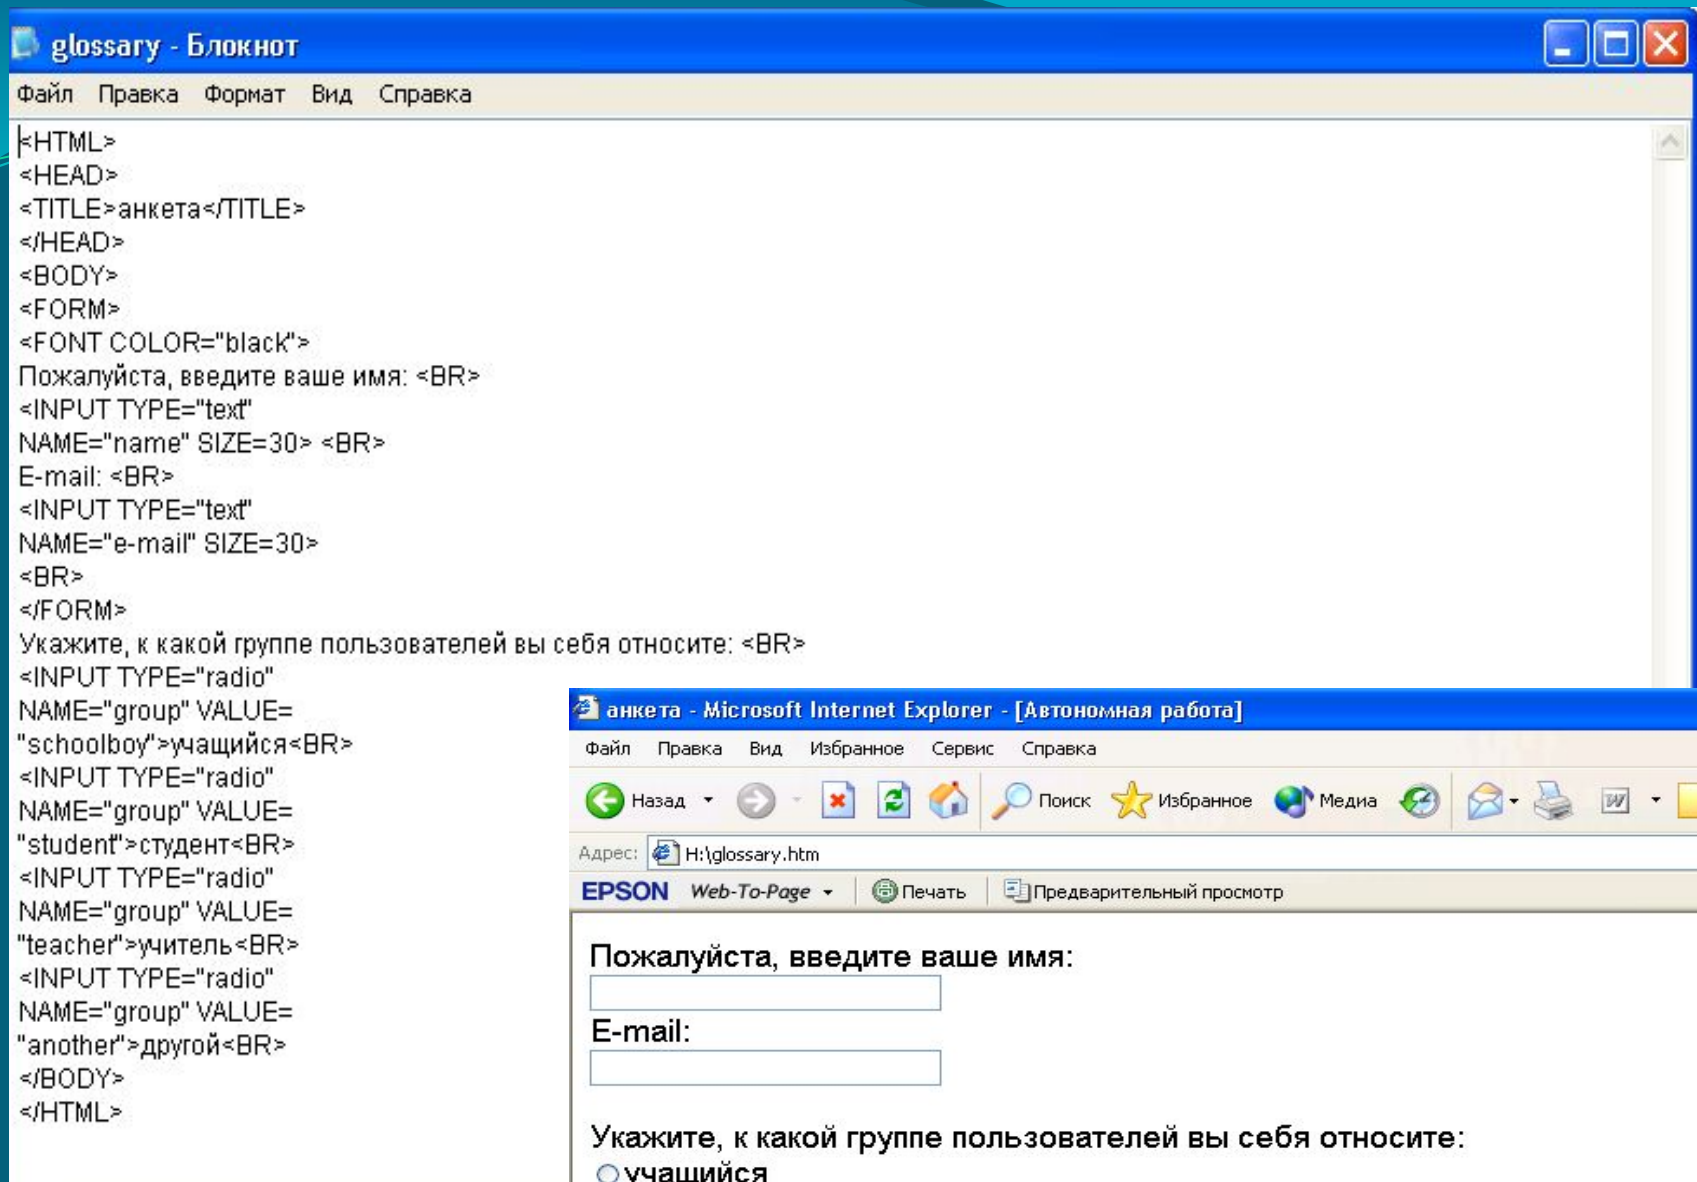 glossary - Блокнот
Файл Правка Формат Вид Справка
<HTML>
<HEAD>
<TITLE>анкета</TITLE>
</HEAD>
<BODY>
<FORM>
<FONT COLOR="black">
Пожалуйста, введите ваше имя: <BR>
<INPUT TYPE="text"
NAME="name" SIZE=30> <BR>
E-mail: <BR>
<INPUT TYPE="text"
NAME="e-mail" SIZE=30>
<BR>
</FORM>
Укажите, к какой группе пользователей вы себя относите: <BR>
<INPUT TYPE="radio"
NAME="group" VALUE=
"schoolboy">учащийся<BR>
<INPUT TYPE="radio"
NAME="group" VALUE=
"student">студент<BR>
<INPUT TYPE="radio"
NAME="group" VALUE=
"teacher">учитель<BR>
<INPUT TYPE="radio"
NAME="group" VALUE=
"another">другой<BR>
</BODY>
</HTML>
анкета - Microsoft Internet Explorer - [Автономная работа]
Файл Правка Вид Избранное Сервис Справка
Назад Поиск Избранное Медиа W
Адрес: H:\glossary.htm
EPSON Web-To-Page Печать Предварительный просмотр
Пожалуйста, введите ваше имя:
E-mail:
Укажите, к какой группе пользователей вы себя относите:
учащийся